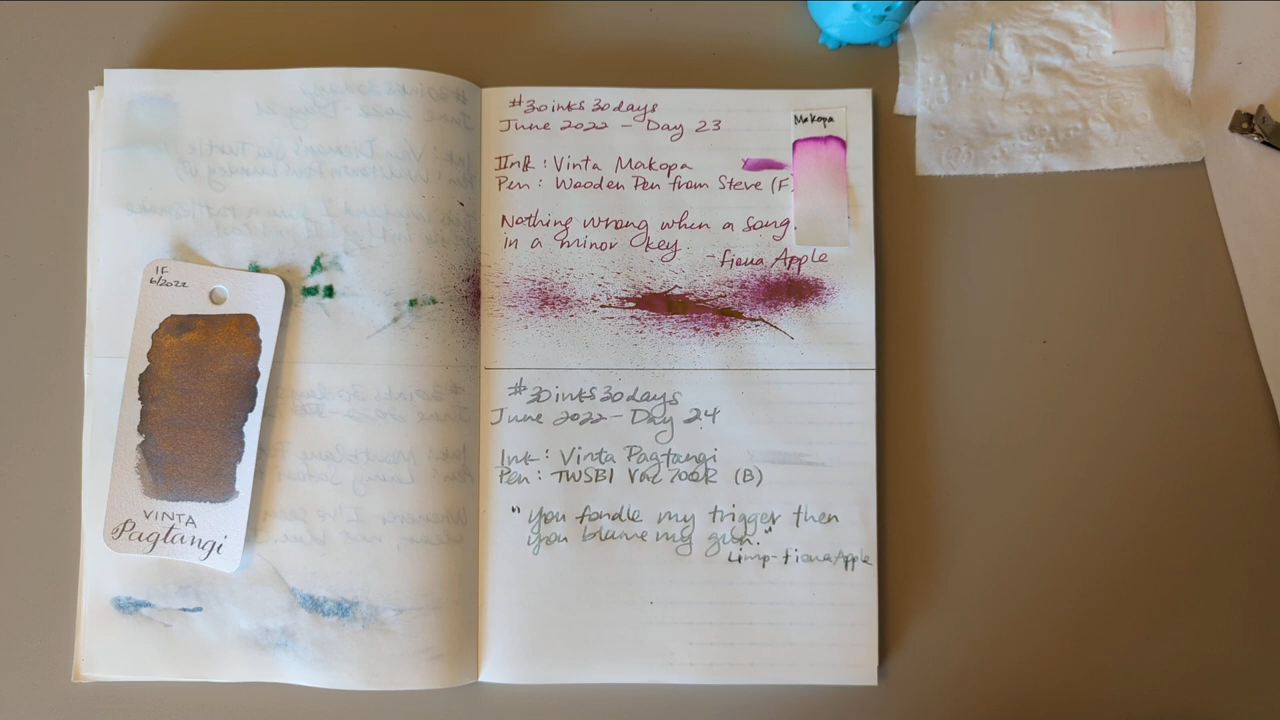 #30inks30days
June 2022 - Day 23
Ink: Vinta Makopa
Pen: Wooden Pen from Steve (F
Nothing wrong when a song
in a minor key.
- Fiona Apple
Makopa
IF
6/2022
VINTA
Pagtangi
#30inks30days
June 2022 - Day 24
Ink: Vinta Pagtangi
Pen: TWSBI Vac 700R (B)
"You fondle my trigger then
you blame my gun."
Limp - Fiona Apple